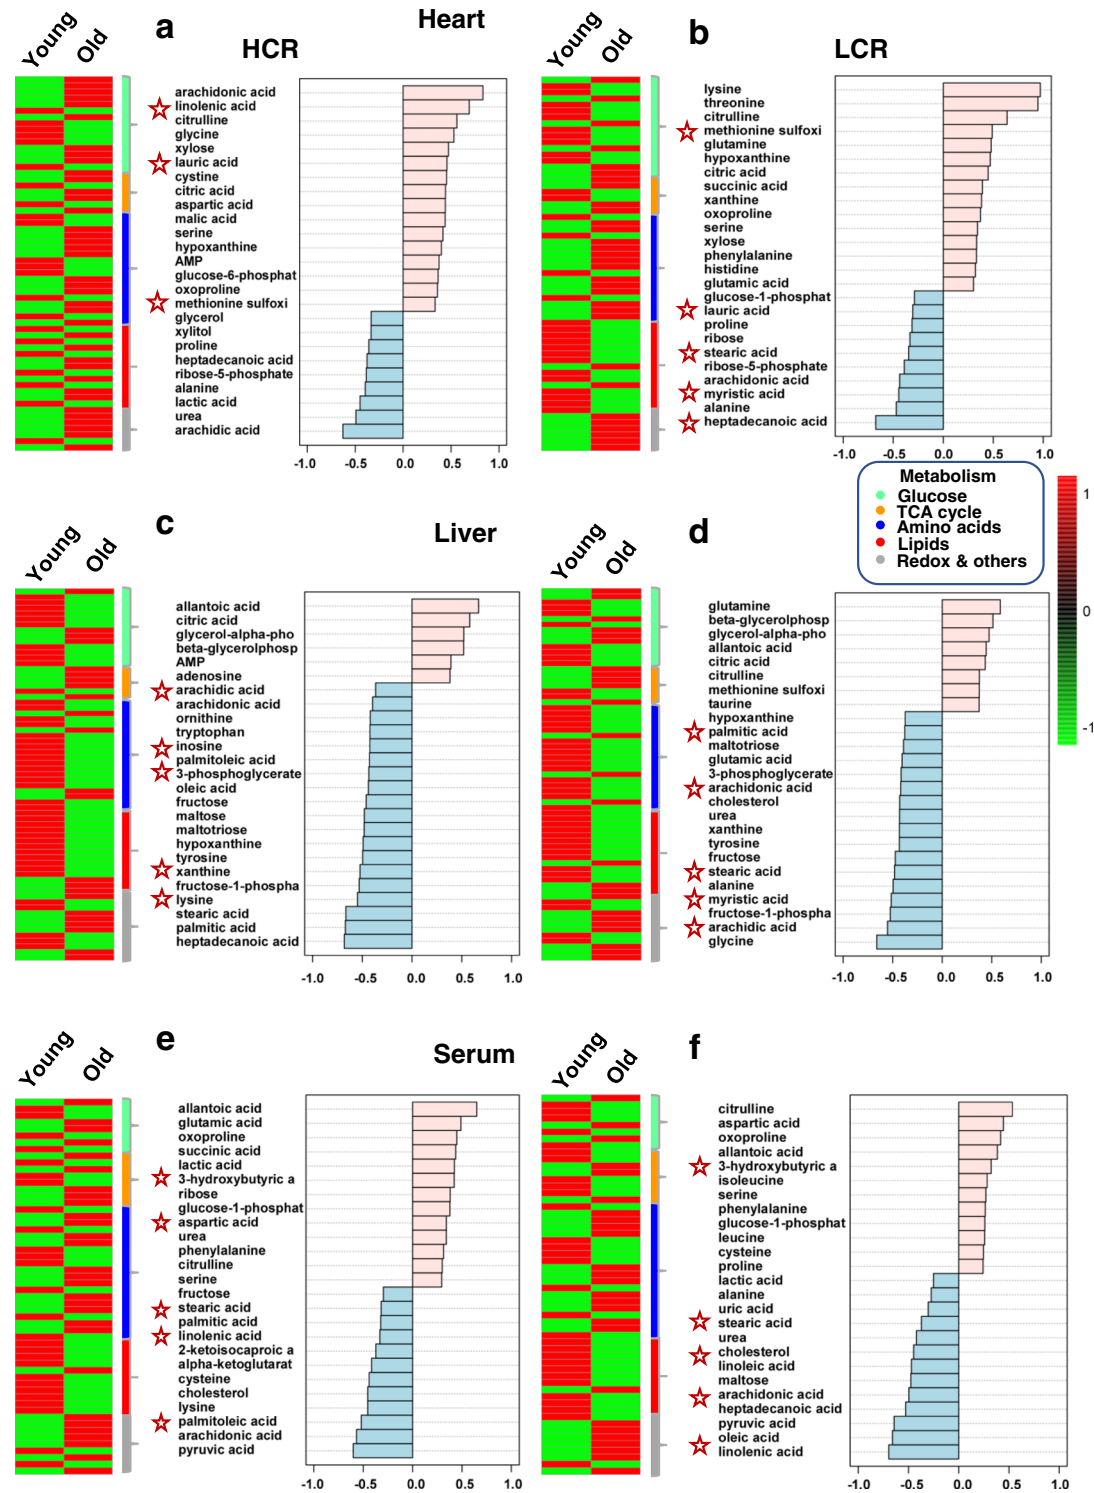 Heart
a
HCR
Young
Old
arachidonic acid
linolenic acid
citrulline
glycine
xylose
lauric acid
cystine
citric acid
aspartic acid
malic acid
serine
hypoxanthine
AMP
glucose-6-phosphat
oxoproline
methionine sulfoxi
glycerol
xylitol
proline
heptadecanoic acid
ribose-5-phosphate
alanine
lactic acid
urea
arachidic acid
-1.0 -0.5 0.0 0.5 1.0
b
LCR
Young
Old
lysine
threonine
citrulline
methionine sulfoxi
glutamine
hypoxanthine
citric acid
succinic acid
xanthine
oxoproline
serine
xylose
phenylalanine
histidine
glutamic acid
glucose-1-phosphat
lauric acid
proline
ribose
stearic acid
ribose-5-phosphate
arachidonic acid
myristic acid
alanine
heptadecanoic acid
-1.0 -0.5 0.0 0.5 1.0
Metabolism
Glucose
TCA cycle
Amino acids
Lipids
Redox & others
1
0
-1
Liver
c
Young
Old
allantoic acid
citric acid
glycerol-alpha-pho
beta-glycerolphosp
AMP
adenosine
arachidic acid
arachidonic acid
ornithine
tryptophan
inosine
palmitoleic acid
3-phosphoglycerate
oleic acid
fructose
maltose
maltotriose
hypoxanthine
tyrosine
xanthine
fructose-1-phospha
lysine
stearic acid
palmitic acid
heptadecanoic acid
-1.0 -0.5 0.0 0.5 1.0
d
Young
Old
glutamine
beta-glycerolphosp
glycerol-alpha-pho
allantoic acid
citric acid
citrulline
methionine sulfoxi
taurine
hypoxanthine
palmitic acid
maltotriose
glutamic acid
3-phosphoglycerate
arachidonic acid
cholesterol
urea
xanthine
tyrosine
fructose
stearic acid
alanine
myristic acid
fructose-1-phospha
arachidic acid
glycine
-1.0 -0.5 0.0 0.5 1.0
Serum
e
Young
Old
allantoic acid
glutamic acid
oxoproline
succinic acid
lactic acid
3-hydroxybutyric a
ribose
glucose-1-phosphat
aspartic acid
urea
phenylalanine
citrulline
serine
fructose
stearic acid
palmitic acid
linolenic acid
2-ketoisocaproic a
alpha-ketoglutarat
cysteine
cholesterol
lysine
palmitoleic acid
arachidonic acid
pyruvic acid
-1.0 -0.5 0.0 0.5 1.0
f
Young
Old
citrulline
aspartic acid
oxoproline
allantoic acid
3-hydroxybutyric a
isoleucine
serine
phenylalanine
glucose-1-phosphat
leucine
cysteine
proline
lactic acid
alanine
uric acid
stearic acid
urea
cholesterol
linoleic acid
maltose
arachidonic acid
heptadecanoic acid
pyruvic acid
oleic acid
linolenic acid
-1.0 -0.5 0.0 0.5 1.0